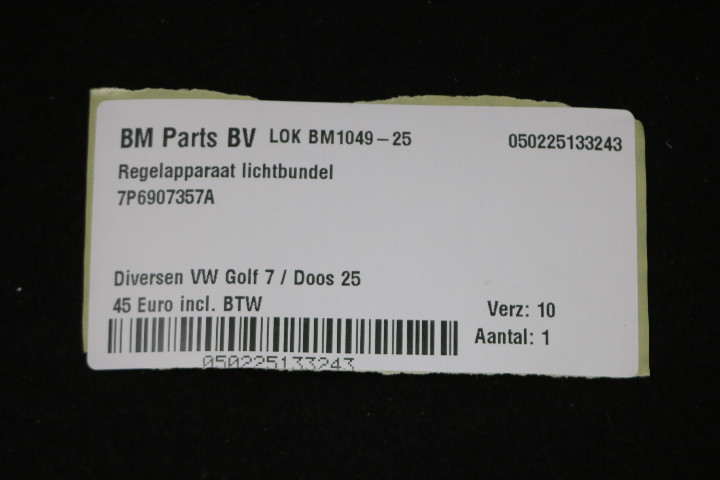 BM Parts BV LOK BM1049-25 050225133243
Regelapparaat lichtbundel
7P6907357A
Diversen VW Golf 7 / Doos 25
45 Euro incl. BTW
Verz: 10
Aantal: 1
050225133243